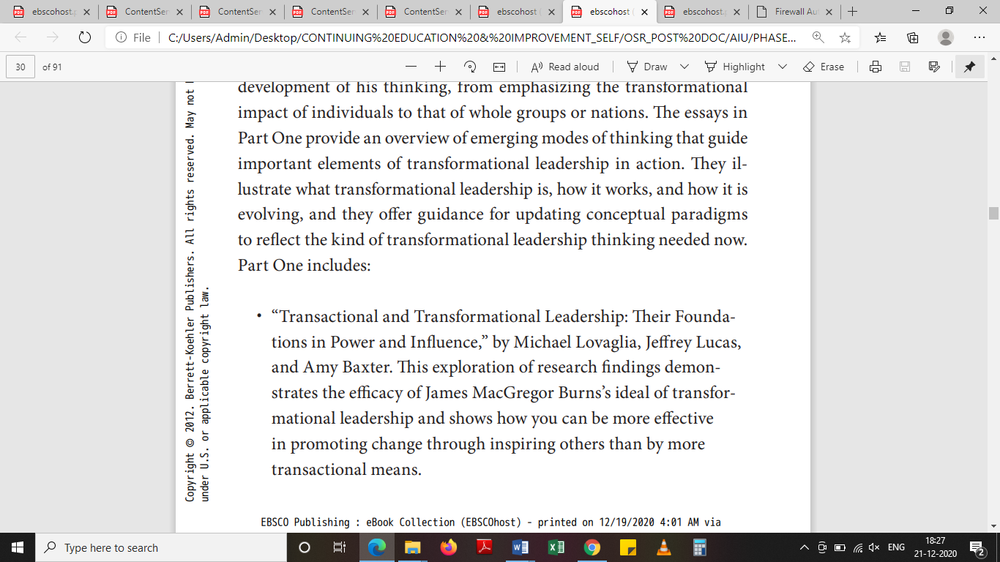 ebscohost.p
ContentSer
ContentSer
ContentSer
ContentSer
ebscohost (
ebscohost (
ebscohost.p
Firewall Aut
File
C:/Users/Admin/Desktop/CONTINUING%20EDUCATION%20&%20IMPROVEMENT_SELF/OSR_POST%20DOC/AIU/PHASE...
30 of 91
Read aloud
Draw
Highlight
Erase
development of his thinking, from emphasizing the transformational
impact of individuals to that of whole groups or nations. The essays in
Part One provide an overview of emerging modes of thinking that guide
important elements of transformational leadership in action. They il-
lustrate what transformational leadership is, how it works, and how it is
evolving, and they offer guidance for updating conceptual paradigms
to reflect the kind of transformational leadership thinking needed now.
Part One includes:
• “Transactional and Transformational Leadership: Their Founda-
tions in Power and Influence,” by Michael Lovaglia, Jeffrey Lucas,
and Amy Baxter. This exploration of research findings demon-
strates the efficacy of James MacGregor Burns’s ideal of transfor-
mational leadership and shows how you can be more effective
in promoting change through inspiring others than by more
transactional means.
Copyright © 2012. Berrett-Koehler Publishers. All rights reserved. May not
under U.S. or applicable copyright law.
EBSCO Publishing : eBook Collection (EBSCOhost) - printed on 12/19/2020 4:01 AM via
Type here to search
ENG
18:27
21-12-2020
2